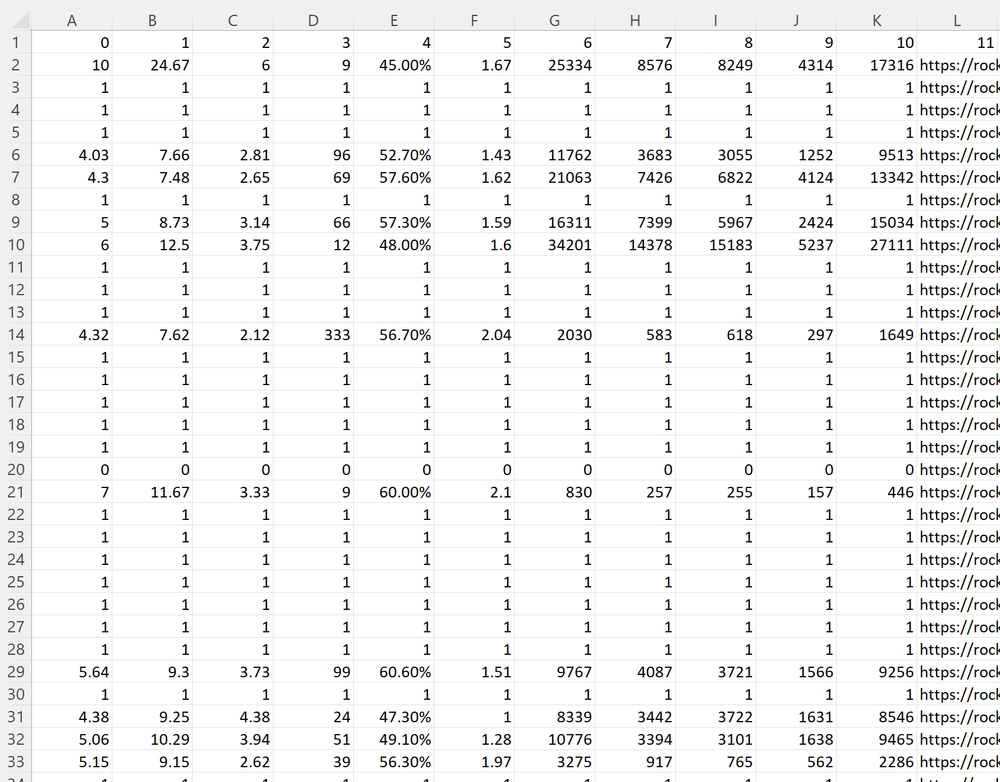 A B C D E F G H I J K L
1 0 1 2 3 4 5 6 7 8 9 10 11
2 10 24.67 6 9 45.00% 1.67 25334 8576 8249 4314 17316 https://rock
3 1 1 1 1 1 1 1 1 1 1 1 https://rock
4 1 1 1 1 1 1 1 1 1 1 1 https://rock
5 1 1 1 1 1 1 1 1 1 1 1 https://rock
6 4.03 7.66 2.81 96 52.70% 1.43 11762 3683 3055 1252 9513 https://rock
7 4.3 7.48 2.65 69 57.60% 1.62 21063 7426 6822 4124 13342 https://rock
8 1 1 1 1 1 1 1 1 1 1 1 https://rock
9 5 8.73 3.14 66 57.30% 1.59 16311 7399 5967 2424 15034 https://rock
10 6 12.5 3.75 12 48.00% 1.6 34201 14378 15183 5237 27111 https://rock
11 1 1 1 1 1 1 1 1 1 1 1 https://rock
12 1 1 1 1 1 1 1 1 1 1 1 https://rock
13 1 1 1 1 1 1 1 1 1 1 1 https://rock
14 4.32 7.62 2.12 333 56.70% 2.04 2030 583 618 297 1649 https://rock
15 1 1 1 1 1 1 1 1 1 1 1 https://rock
16 1 1 1 1 1 1 1 1 1 1 1 https://rock
17 1 1 1 1 1 1 1 1 1 1 1 https://rock
18 1 1 1 1 1 1 1 1 1 1 1 https://rock
19 1 1 1 1 1 1 1 1 1 1 1 https://rock
20 0 0 0 0 0 0 0 0 0 0 0 https://rock
21 7 11.67 3.33 9 60.00% 2.1 830 257 255 157 446 https://rock
22 1 1 1 1 1 1 1 1 1 1 1 https://rock
23 1 1 1 1 1 1 1 1 1 1 1 https://rock
24 1 1 1 1 1 1 1 1 1 1 1 https://rock
25 1 1 1 1 1 1 1 1 1 1 1 https://rock
26 1 1 1 1 1 1 1 1 1 1 1 https://rock
27 1 1 1 1 1 1 1 1 1 1 1 https://rock
28 1 1 1 1 1 1 1 1 1 1 1 https://rock
29 5.64 9.3 3.73 99 60.60% 1.51 9767 4087 3721 1566 9256 https://rock
30 1 1 1 1 1 1 1 1 1 1 1 https://rock
31 4.38 9.25 4.38 24 47.30% 1 8339 3442 3722 1631 8546 https://rock
32 5.06 10.29 3.94 51 49.10% 1.28 10776 3394 3101 1638 9465 https://rock
33 5.15 9.15 2.62 39 56.30% 1.97 3275 917 765 562 2286 https://rock